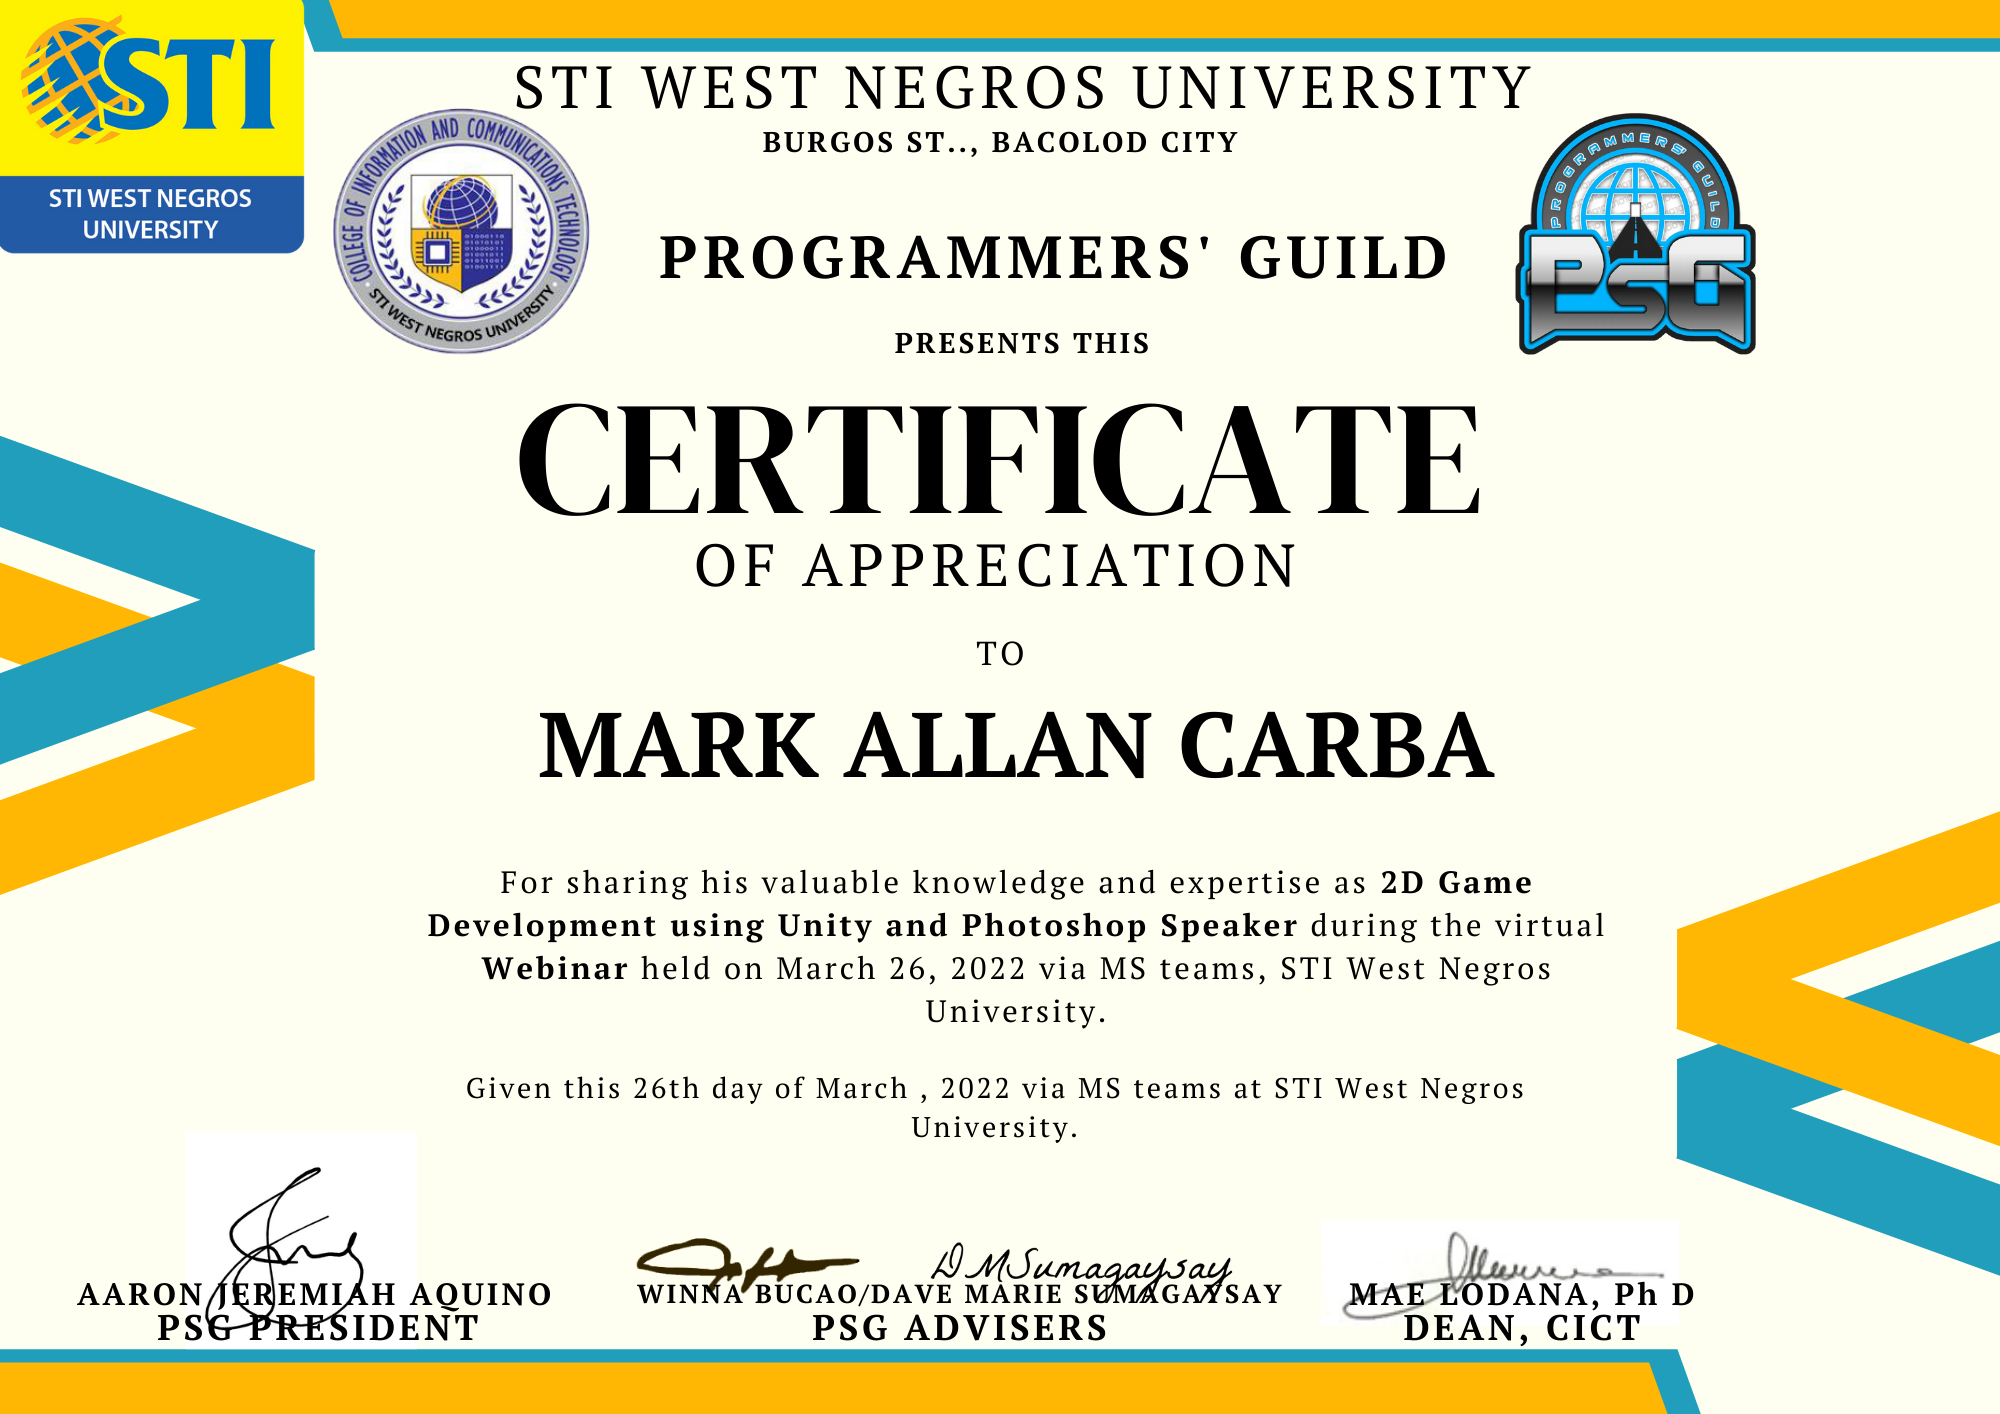 STI
STI WEST NEGROS
UNIVERSITY
STI WEST NEGROS UNIVERSITY
BURGOS ST.., BACOLOD CITY
COLLEGE OF INFORMATION AND COMMUNICATIONS TECHNOLOGY
STI WEST NEGROS UNIVERSITY
PROGRAMMERS' GUILD
PSG
PROGRAMMERS' GUILD
PRESENTS THIS
CERTIFICATE
OF APPRECIATION
TO
MARK ALLAN CARBA
For sharing his valuable knowledge and expertise as 2D Game
Development using Unity and Photoshop Speaker during the virtual
Webinar held on March 26, 2022 via MS teams, STI West Negros
University.
Given this 26th day of March , 2022 via MS teams at STI West Negros
University.
DMSumagaysay
AARON JEREMIAH AQUINO
PSG PRESIDENT
WINNA BUCAO/DAVE MARIE SUMAGAYSAY
PSG ADVISERS
MAE LODANA, Ph D
DEAN, CICT